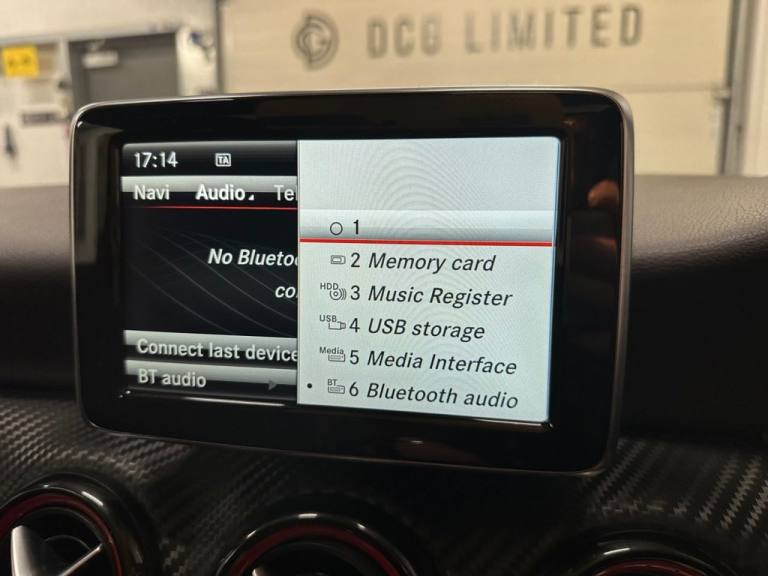 DCG LIMITED
17:14 TA
Navi Audio Te
No Blueto
co
Connect last device
BT audio
1
2 Memory card
HDD 3 Music Register
USB 4 USB storage
Media 5 Media Interface
BT 6 Bluetooth audio